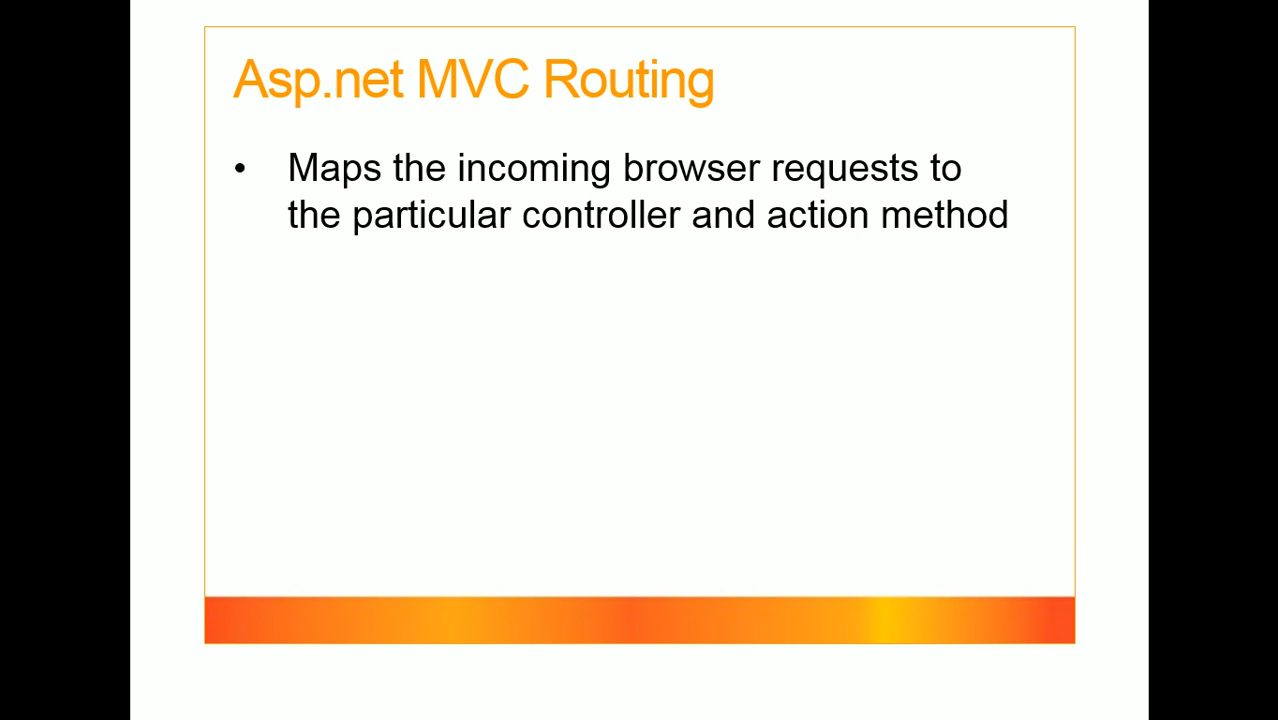 Asp.net MVC Routing
• Maps the incoming browser requests to
the particular controller and action method